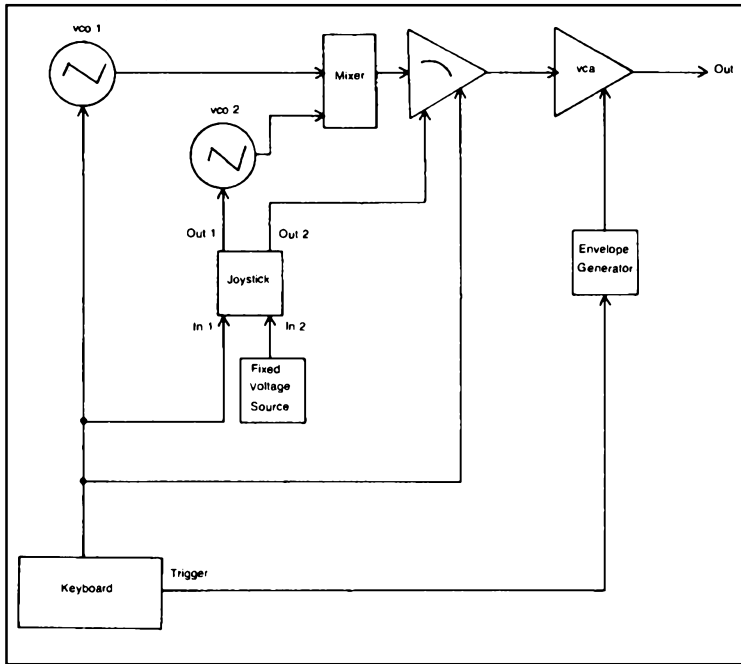 vco 1
Mixer
vca
Out
vco 2
Out 1
Out 2
Envelope
Generator
Joystick
In 1
In 2
Fixed
Voltage
Source
Trigger
Keyboard